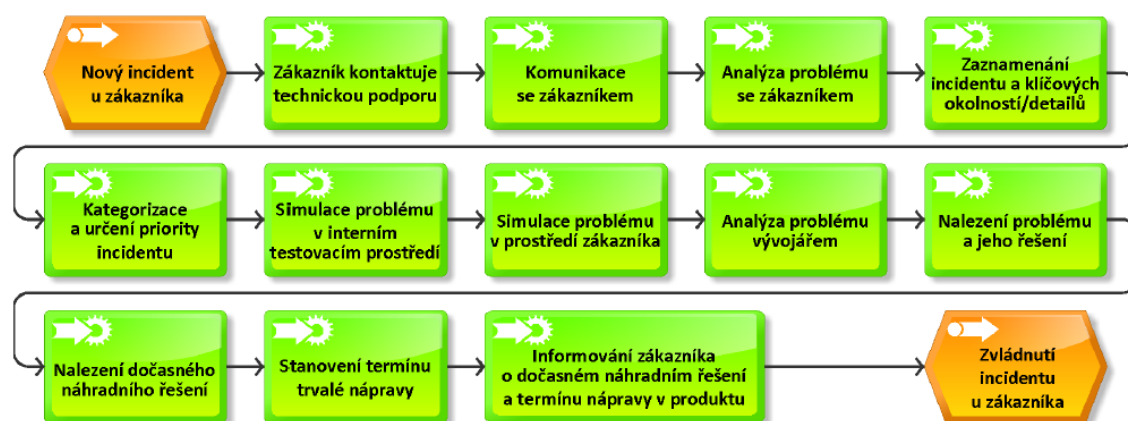 Nový incident
u zákazníka
Zákazník kontaktuje
technickou podporu
Komunikace
se zákazníkem
Analýza problému
se zákazníkem
Zaznamenání
incidentu a klíčových
okolností/detailů
Kategorizace
a určení priority
incidentu
Simulace problému
v interním
testovacím prostředí
Simulace problému
v prostředí zákazníka
Analýza problému
vývojářem
Nalezení problému
a jeho řešení
Nalezení dočasného
náhradního řešení
Stanovení termínu
trvalé nápravy
Informování zákazníka
o dočasném náhradním řešení
a termínu nápravy v produktu
Zvládnutí
incidentu
u zákazníka